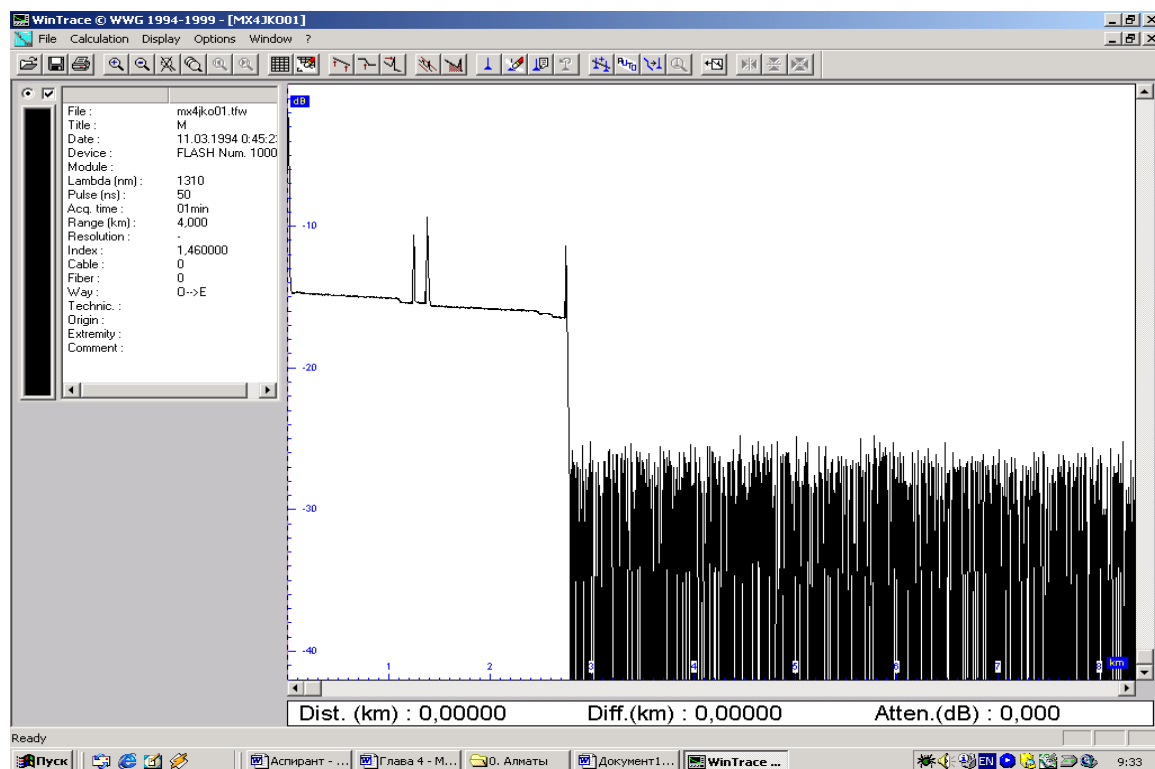 WinTrace © WWG 1994-1999 - [MX4JKO01]
File Calculation Display Options Window ?
File : mx4jko01.tfw
Title : M
Date : 11.03.1994 0:45:2
Device : FLASH Num. 1000
Module :
Lambda (nm) : 1310
Pulse (ns) : 50
Acq. time : 01min
Range (km) : 4,000
Resolution : -
Index : 1,460000
Cable : 0
Fiber : 0
Way : O-->E
Technic. :
Origin :
Extremity :
Comment :
dB
-10
-20
-30
-40
1 2 3 4 5 6 7 8 km
Dist. (km) : 0,00000 Diff.(km) : 0,00000 Atten.(dB) : 0,000
Ready
Пуск Аспирант - ... Глава 4 - М... 0. Алматы Документ1... WinTrace ... EN 9:33